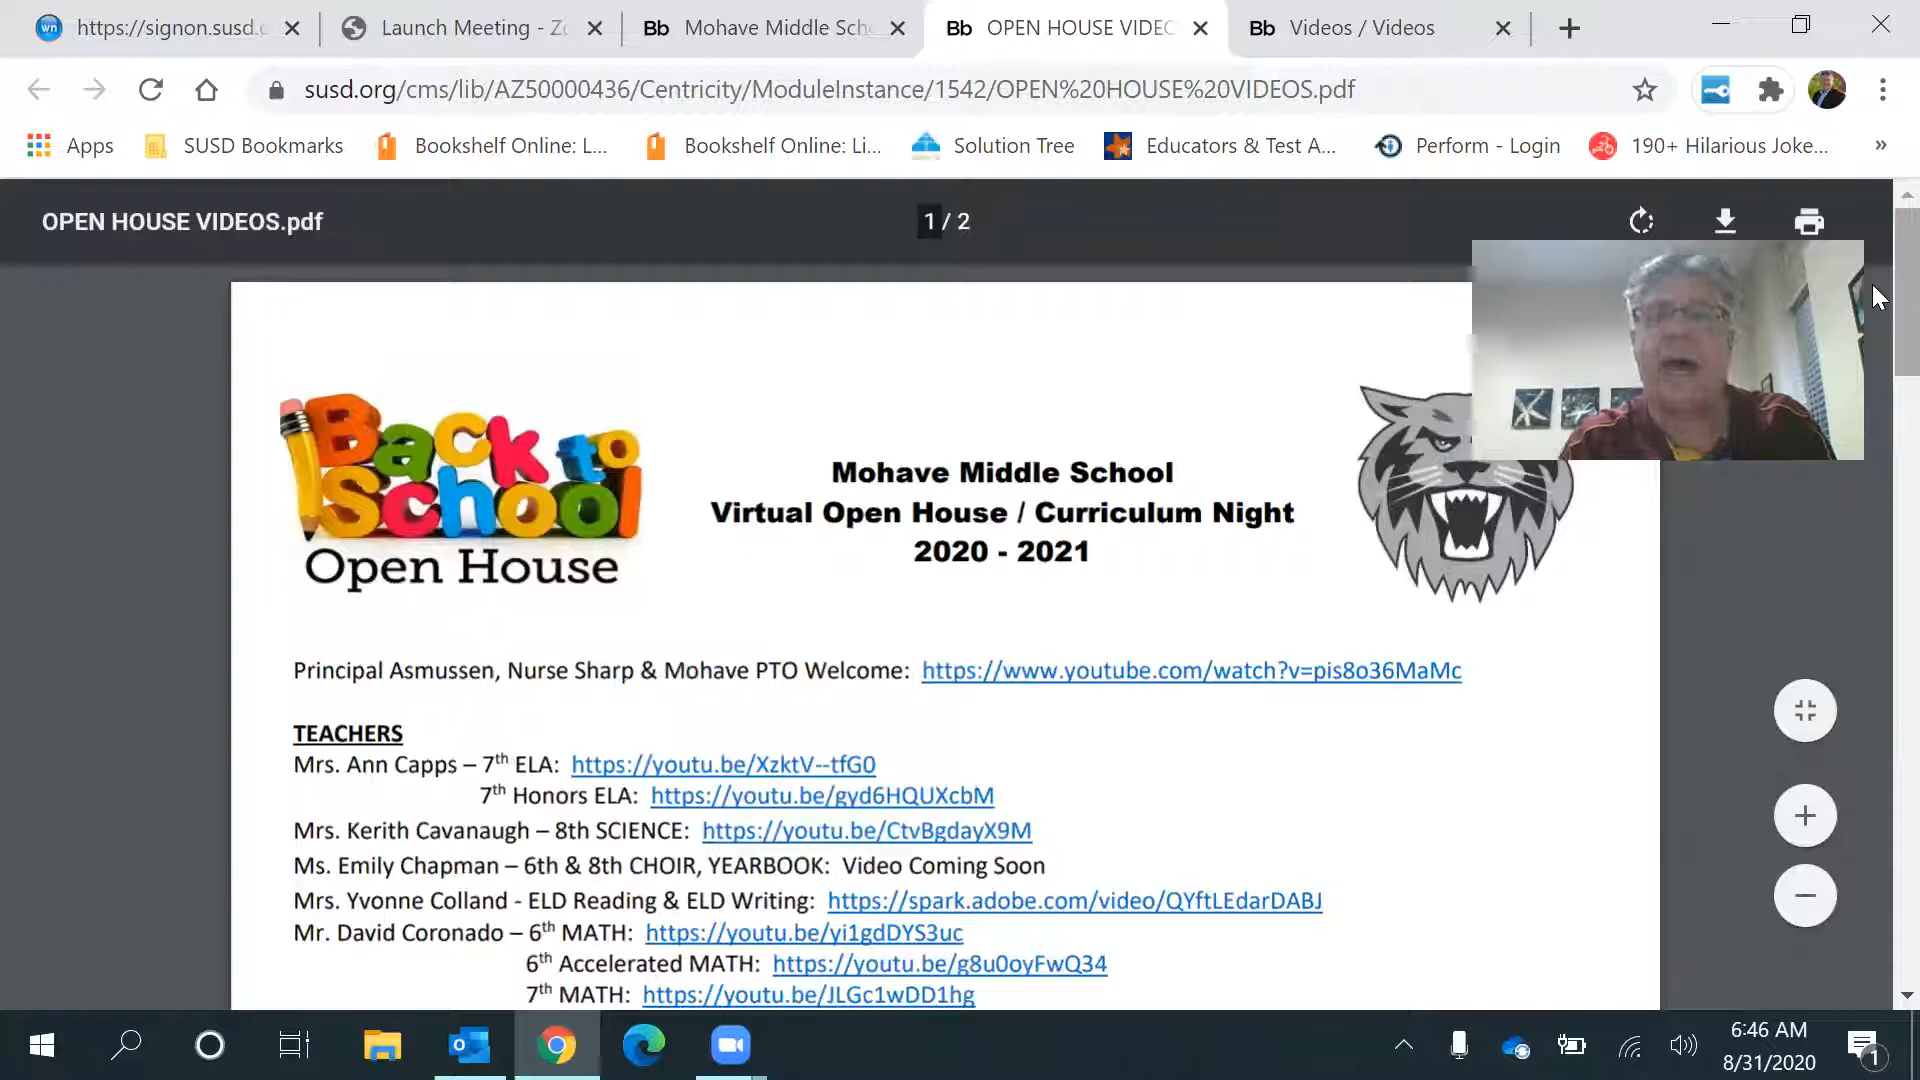 https://signon.susd.
Launch Meeting - Zo
Mohave Middle Scho
OPEN HOUSE VIDEO
Videos / Videos
susd.org/cms/lib/AZ50000436/Centricity/ModuleInstance/1542/OPEN%20HOUSE%20VIDEOS.pdf
Apps
SUSD Bookmarks
Bookshelf Online: L...
Bookshelf Online: Li...
Solution Tree
Educators & Test A...
Perform - Login
190+ Hilarious Joke...
»
OPEN HOUSE VIDEOS.pdf
1 / 2
Back to
School
Open House
Mohave Middle School
Virtual Open House / Curriculum Night
2020 - 2021
Principal Asmussen, Nurse Sharp & Mohave PTO Welcome: https://www.youtube.com/watch?v=pis8o36MaMc
TEACHERS
Mrs. Ann Capps – 7th ELA: https://youtu.be/XzktV--tfG0
7th Honors ELA: https://youtu.be/gyd6HQUXcbM
Mrs. Kerith Cavanaugh – 8th SCIENCE: https://youtu.be/CtvBgdayX9M
Ms. Emily Chapman – 6th & 8th CHOIR, YEARBOOK: Video Coming Soon
Mrs. Yvonne Colland - ELD Reading & ELD Writing: https://spark.adobe.com/video/QYftLEdarDABJ
Mr. David Coronado – 6th MATH: https://youtu.be/yi1gdDYS3uc
6th Accelerated MATH: https://youtu.be/g8u0oyFwQ34
7th MATH: https://youtu.be/JLGc1wDD1hg
6:46 AM
8/31/2020
1